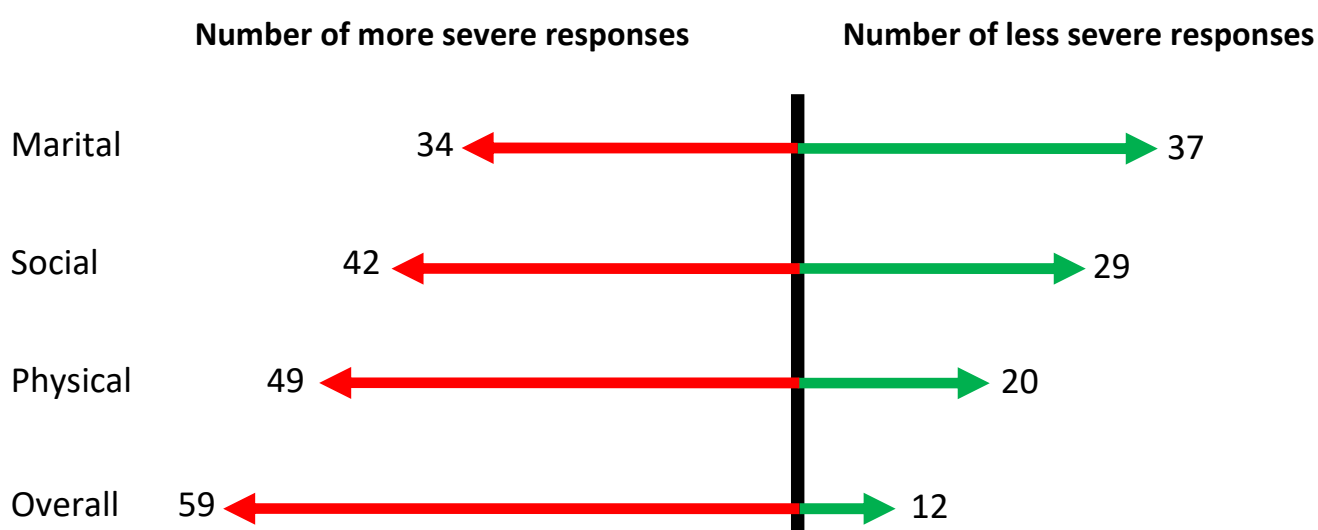 Number of more severe responses Number of less severe responses
Marital 34 37
Social 42 29
Physical 49 20
Overall 59 12